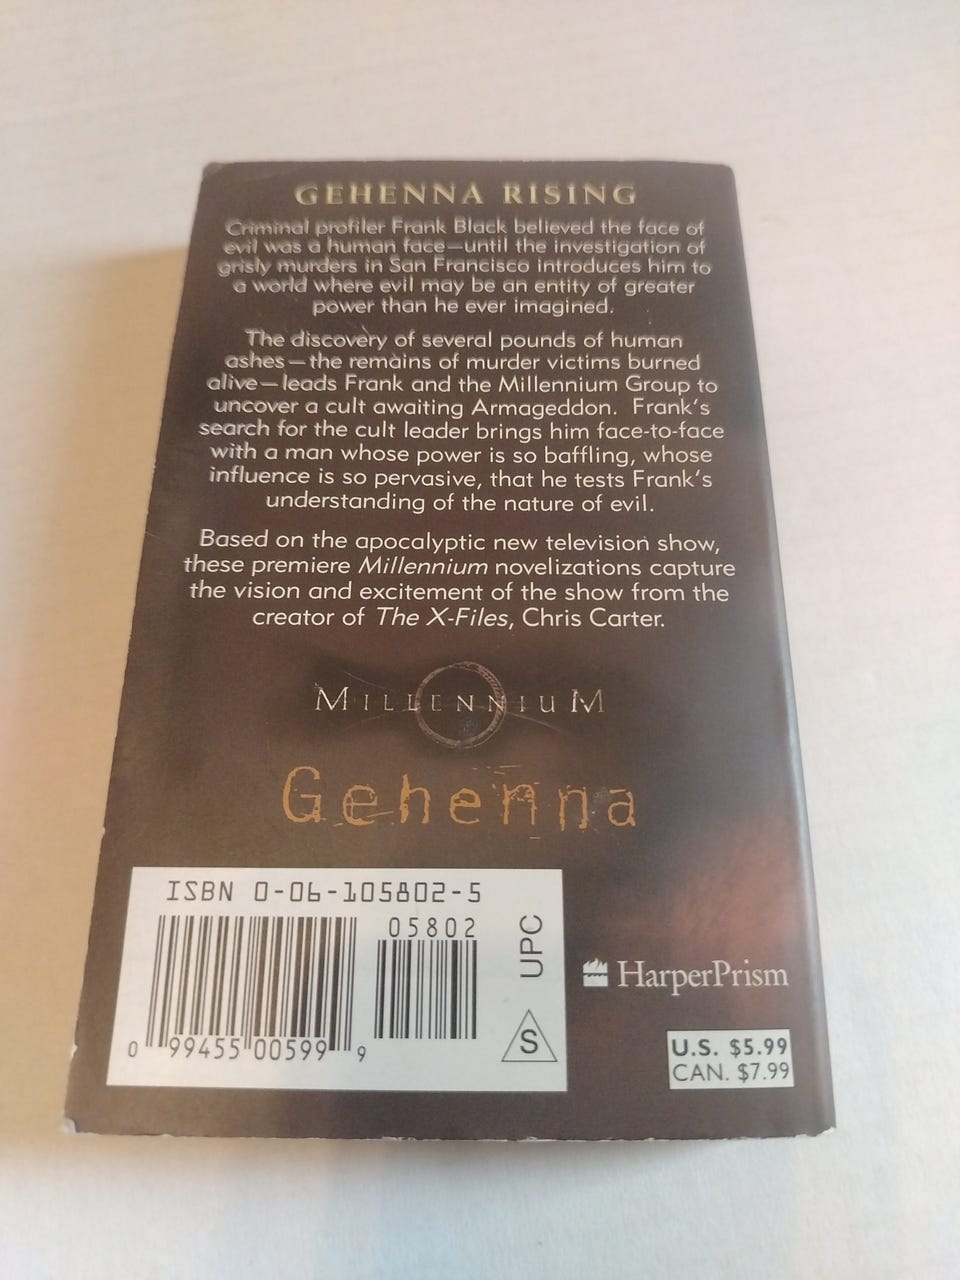 GEHENNA RISING
Criminal profiler Frank Black believed the face of
evil was a human face—until the investigation of
grisly murders in San Francisco introduces him to
a world where evil may be an entity of greater
power than he ever imagined.
The discovery of several pounds of human
ashes—the remains of murder victims burned
alive—leads Frank and the Millennium Group to
uncover a cult awaiting Armageddon. Frank's
search for the cult leader brings him face-to-face
with a man whose power is so baffling, whose
influence is so pervasive, that he tests Frank's
understanding of the nature of evil.
Based on the apocalyptic new television show,
these premiere Millennium novelizations capture
the vision and excitement of the show from the
creator of The X-Files, Chris Carter.
MILLENNIUM
Gehenna
ISBN 0-06-105802-5
05802
0 99455 00599 9
UPC
S
HarperPrism
U.S. $5.99
CAN. $7.99